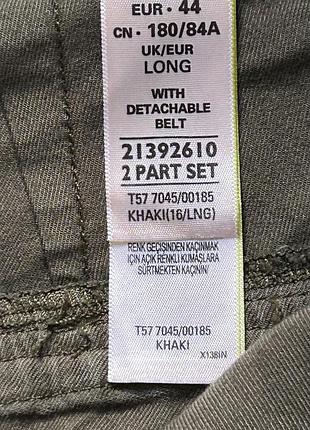 EUR • 44
CN • 180/84A
UK/EUR
LONG
WITH
DETACHABLE
BELT
21392610
2 PART SET
T57 7045/00185
KHAKI(16/LNG)
RENK GEÇİŞİNDEN KAÇINMAK
İÇİN AÇIK RENKLİ KUMAŞLARA
SÜRTMEKTEN KAÇININ/
T57 7045/00185
KHAKI
X138IN